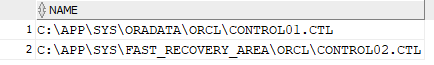 NAME
1 C:\APP\SYS\ORADATA\ORCL\CONTROL01.CTL
2 C:\APP\SYS\FAST_RECOVERY_AREA\ORCL\CONTROL02.CTL